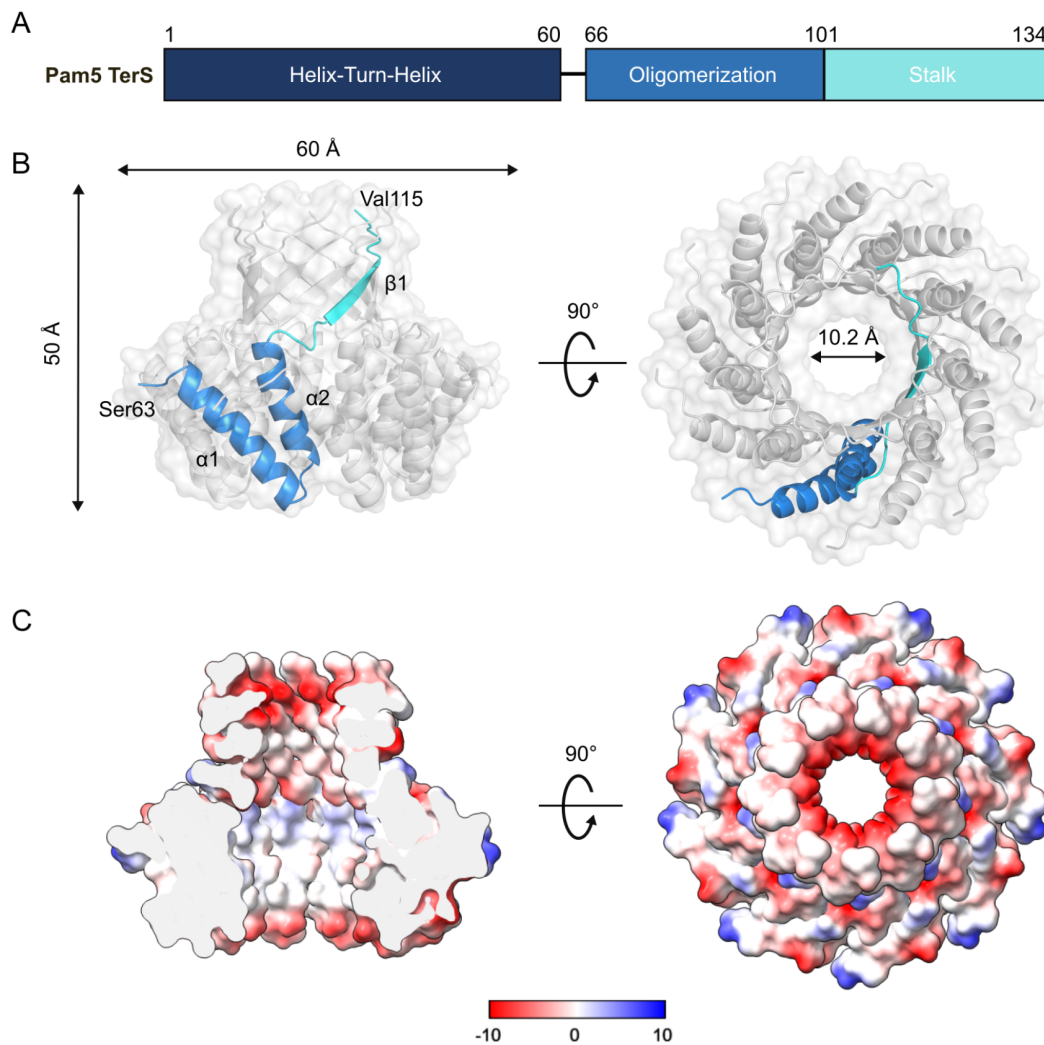 A
1 60 66 101 134
Pam5 TerS Helix-Turn-Helix Oligomerization Stalk
B
60 Å
Val115
β1
50 Å
90°
10.2 Å
Ser63
α2
α1
C
90°
-10 0 10